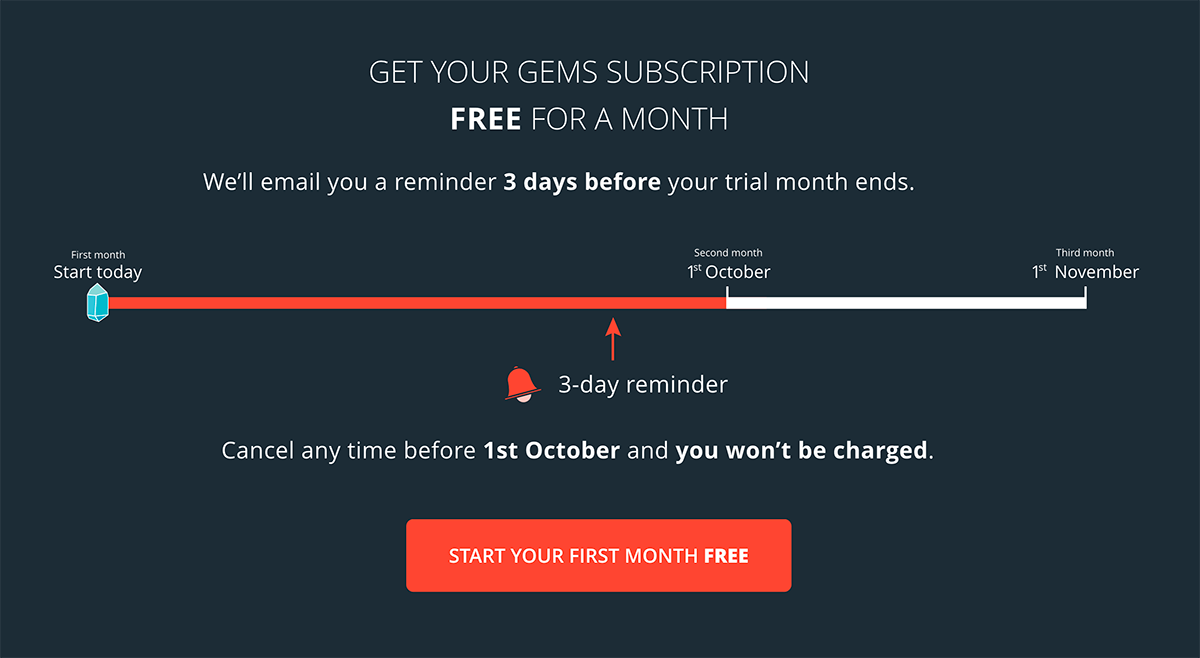 GET YOUR GEMS SUBSCRIPTION
FREE FOR A MONTH
We’ll email you a reminder 3 days before your trial month ends.
First month
Start today
Second month
1st October
Third month
1st November
3-day reminder
Cancel any time before 1st October and you won’t be charged.
START YOUR FIRST MONTH FREE